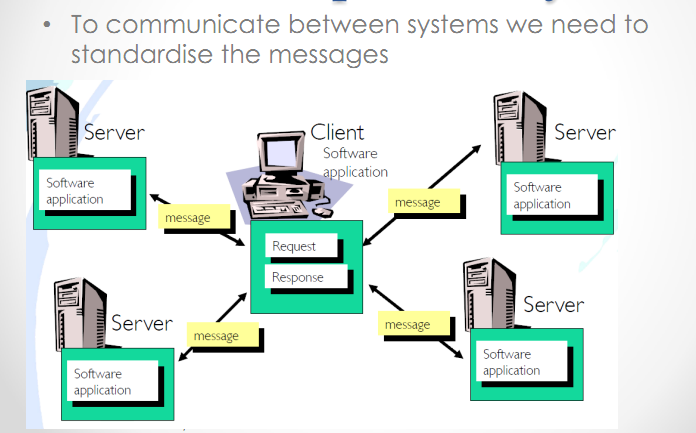 • To communicate between systems we need to
standardise the messages
Server
Software
application
message
Client
Software
application
Request
Response
message
Server
Software
application
Server
Software
application
message
message
Server
Software
application